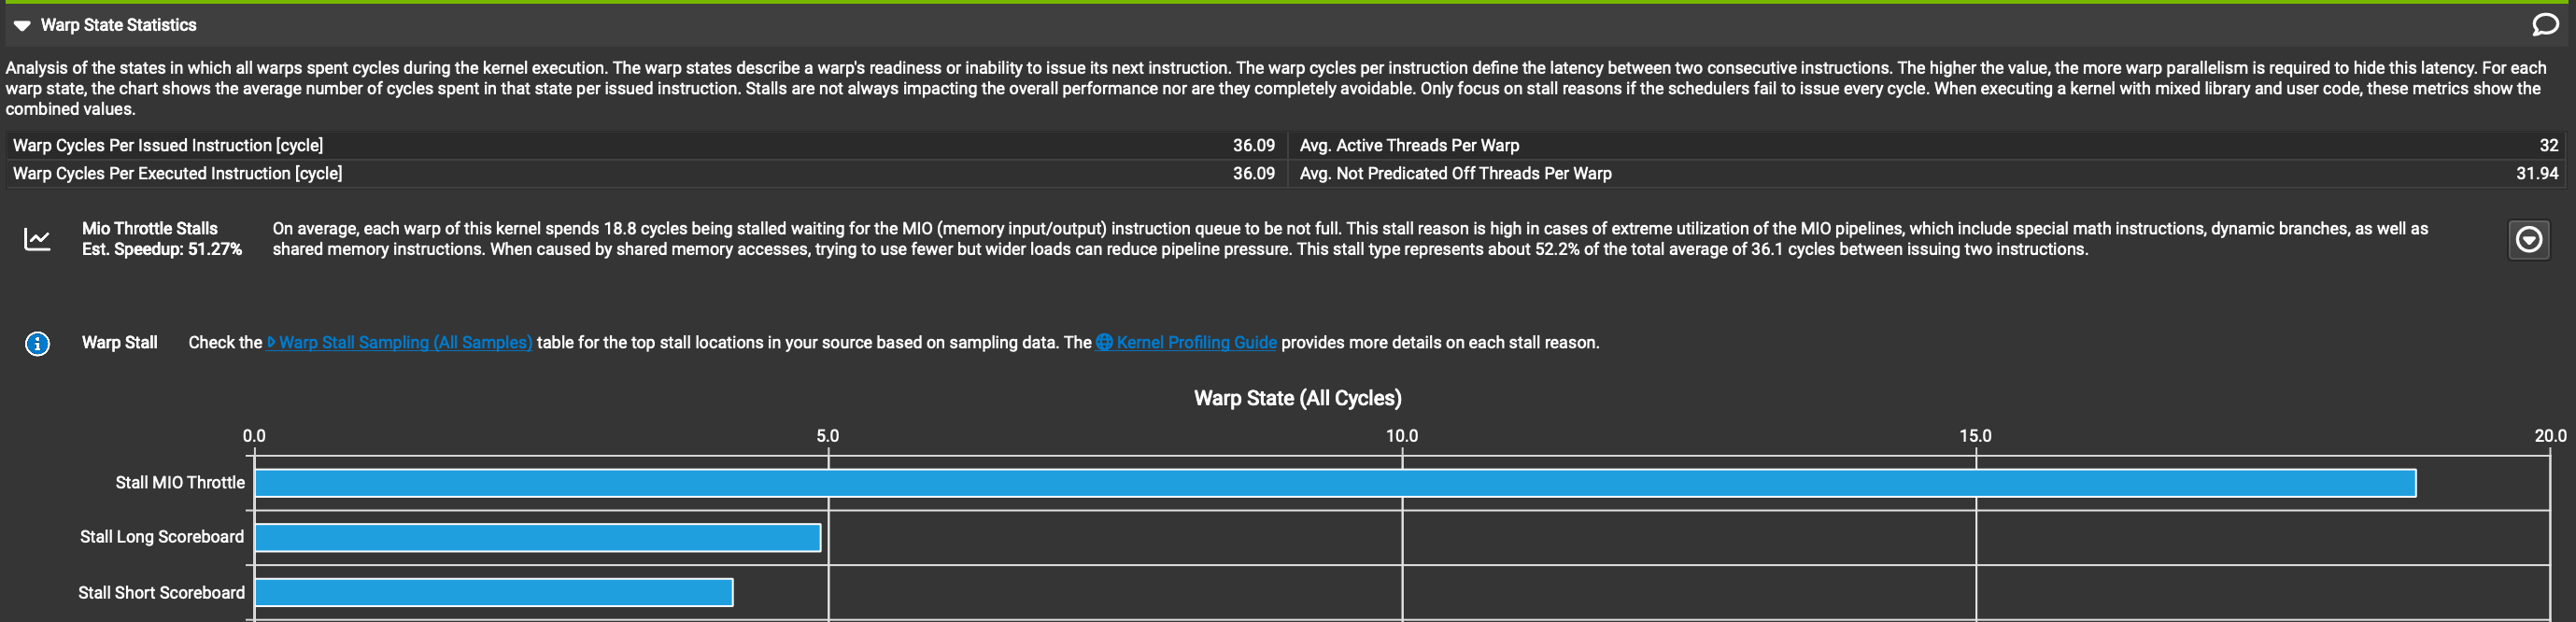 Warp State Statistics
Analysis of the states in which all warps spent cycles during the kernel execution. The warp states describe a warp's readiness or inability to issue its next instruction. The warp cycles per instruction define the latency between two consecutive instructions. The higher the value, the more warp parallelism is required to hide this latency. For each
warp state, the chart shows the average number of cycles spent in that state per issued instruction. Stalls are not always impacting the overall performance nor are they completely avoidable. Only focus on stall reasons if the schedulers fail to issue every cycle. When executing a kernel with mixed library and user code, these metrics show the
combined values.
Warp Cycles Per Issued Instruction [cycle] 36.09 Avg. Active Threads Per Warp 32
Warp Cycles Per Executed Instruction [cycle] 36.09 Avg. Not Predicated Off Threads Per Warp 31.94
Mio Throttle Stalls On average, each warp of this kernel spends 18.8 cycles being stalled waiting for the MIO (memory input/output) instruction queue to be not full. This stall reason is high in cases of extreme utilization of the MIO pipelines, which include special math instructions, dynamic branches, as well as
Est. Speedup: 51.27% shared memory instructions. When caused by shared memory accesses, trying to use fewer but wider loads can reduce pipeline pressure. This stall type represents about 52.2% of the total average of 36.1 cycles between issuing two instructions.
Warp Stall Check the Warp Stall Sampling (All Samples) table for the top stall locations in your source based on sampling data. The Kernel Profiling Guide provides more details on each stall reason.
Warp State (All Cycles)
0.0 5.0 10.0 15.0 20.0
Stall MIO Throttle
Stall Long Scoreboard
Stall Short Scoreboard